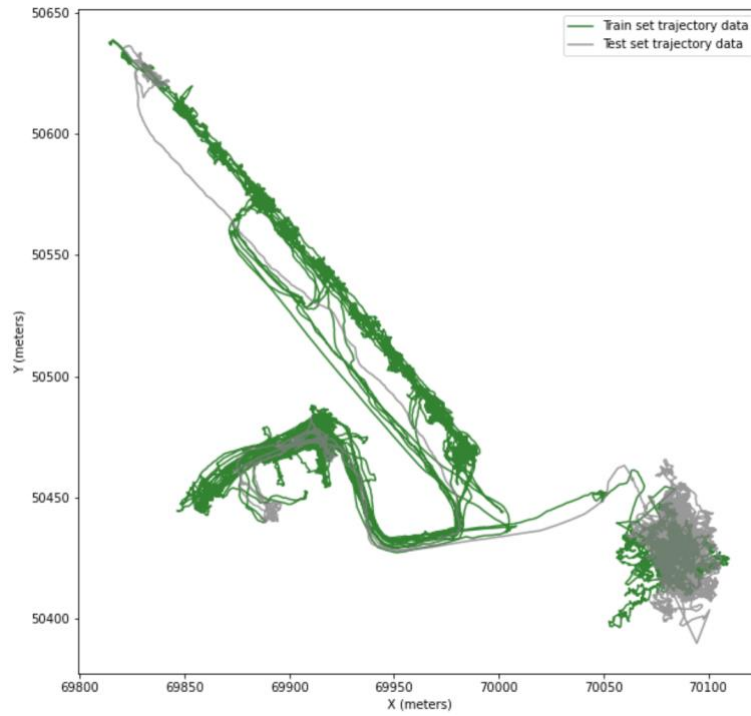 50650
50600
50550
50500
50450
50400
Y (meters)
Train set trajectory data
Test set trajectory data
69800 69850 69900 69950 70000 70050 70100
X (meters)